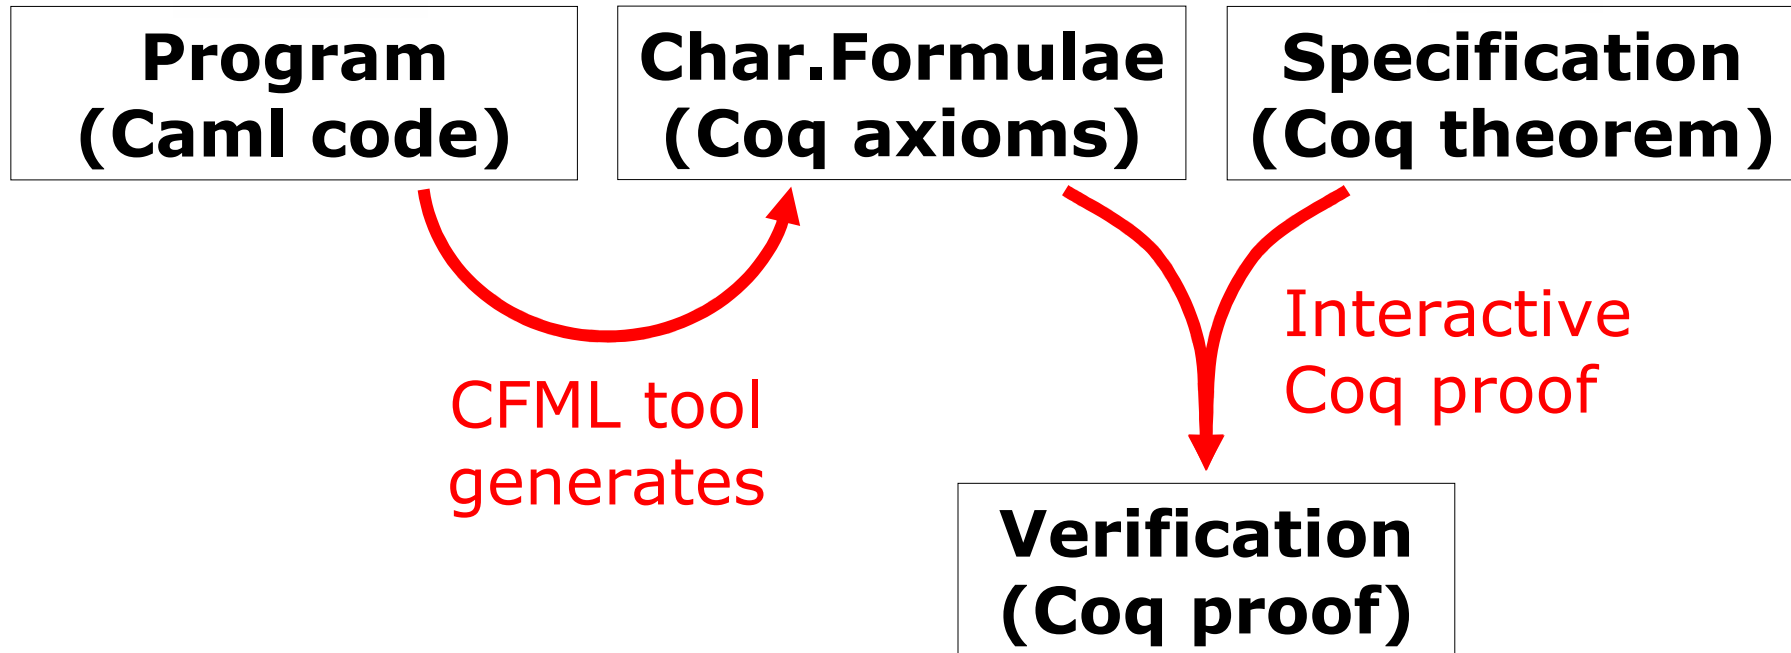 Program
(Caml code)
Char.Formulae
(Coq axioms)
Specification
(Coq theorem)
CFML tool
generates
Interactive
Coq proof
Verification
(Coq proof)